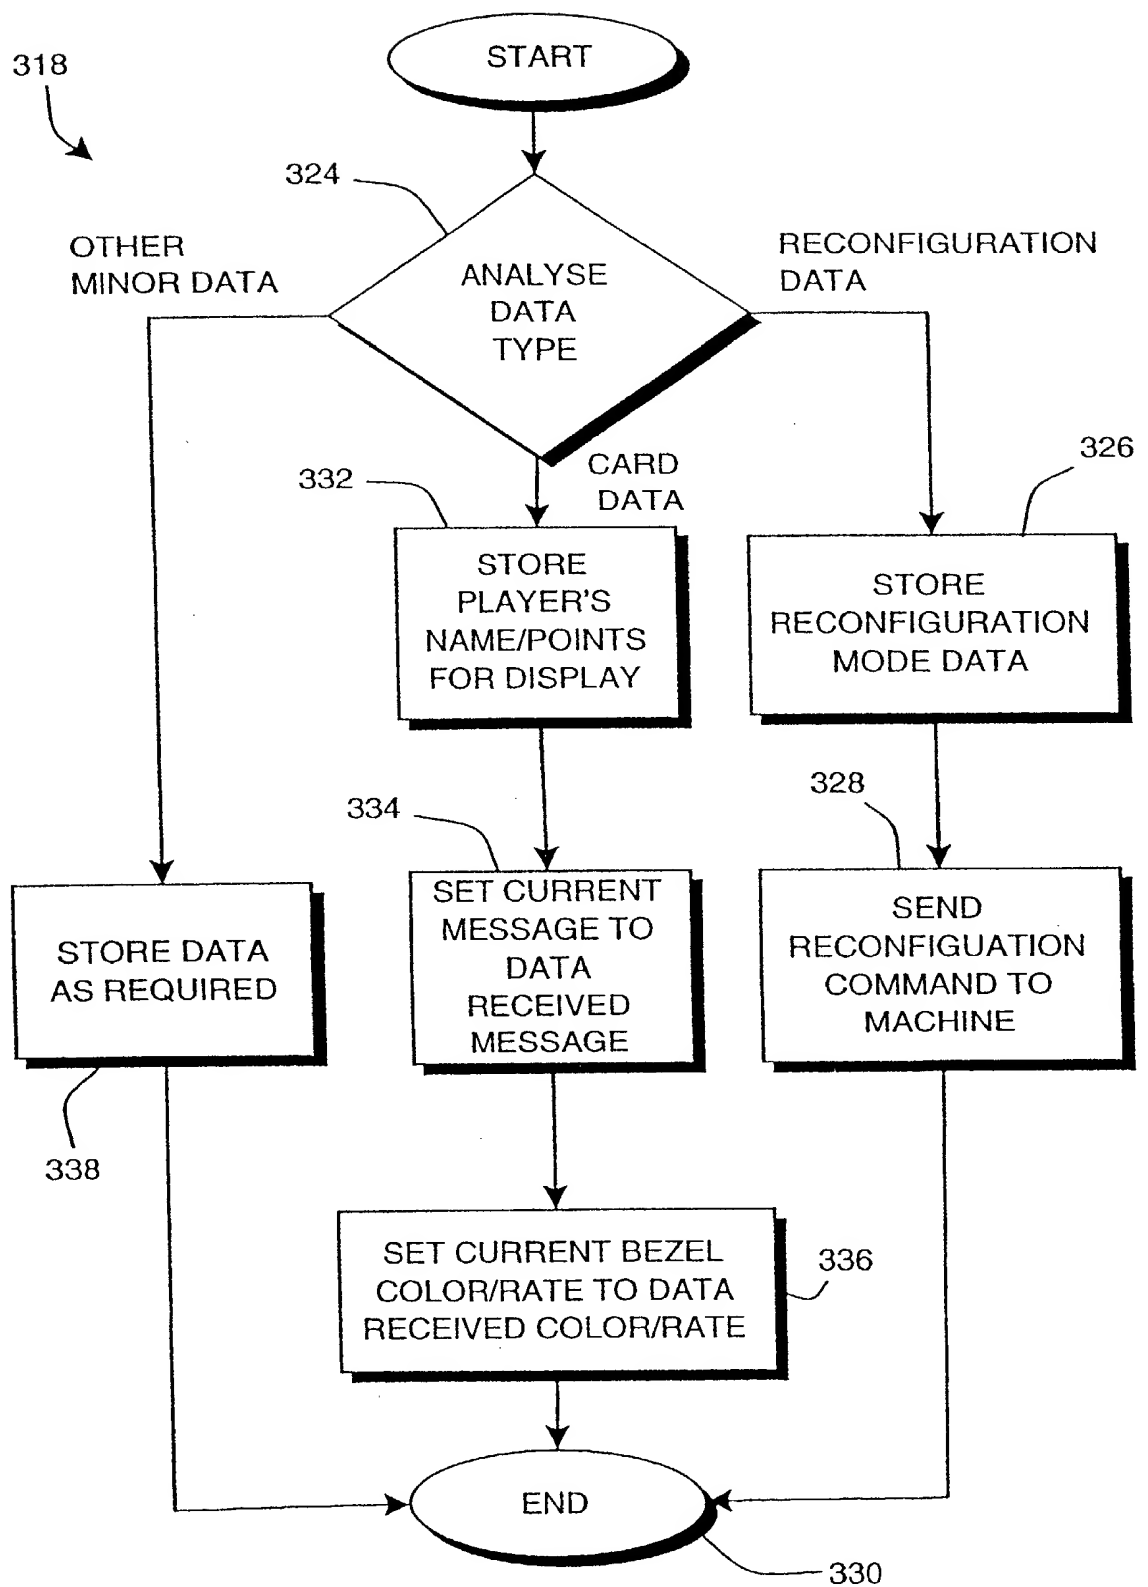 START
318
324
OTHER
MINOR DATA
ANALYSE
DATA
TYPE
RECONFIGURATION
DATA
CARD
DATA
332
326
STORE
PLAYER'S
NAME/POINTS
FOR DISPLAY
STORE
RECONFIGURATION
MODE DATA
334
328
STORE DATA
AS REQUIRED
SET CURRENT
MESSAGE TO
DATA
RECEIVED
MESSAGE
SEND
RECONFIGUATION
COMMAND TO
MACHINE
338
SET CURRENT BEZEL
COLOR/RATE TO DATA
RECEIVED COLOR/RATE
336
END
330